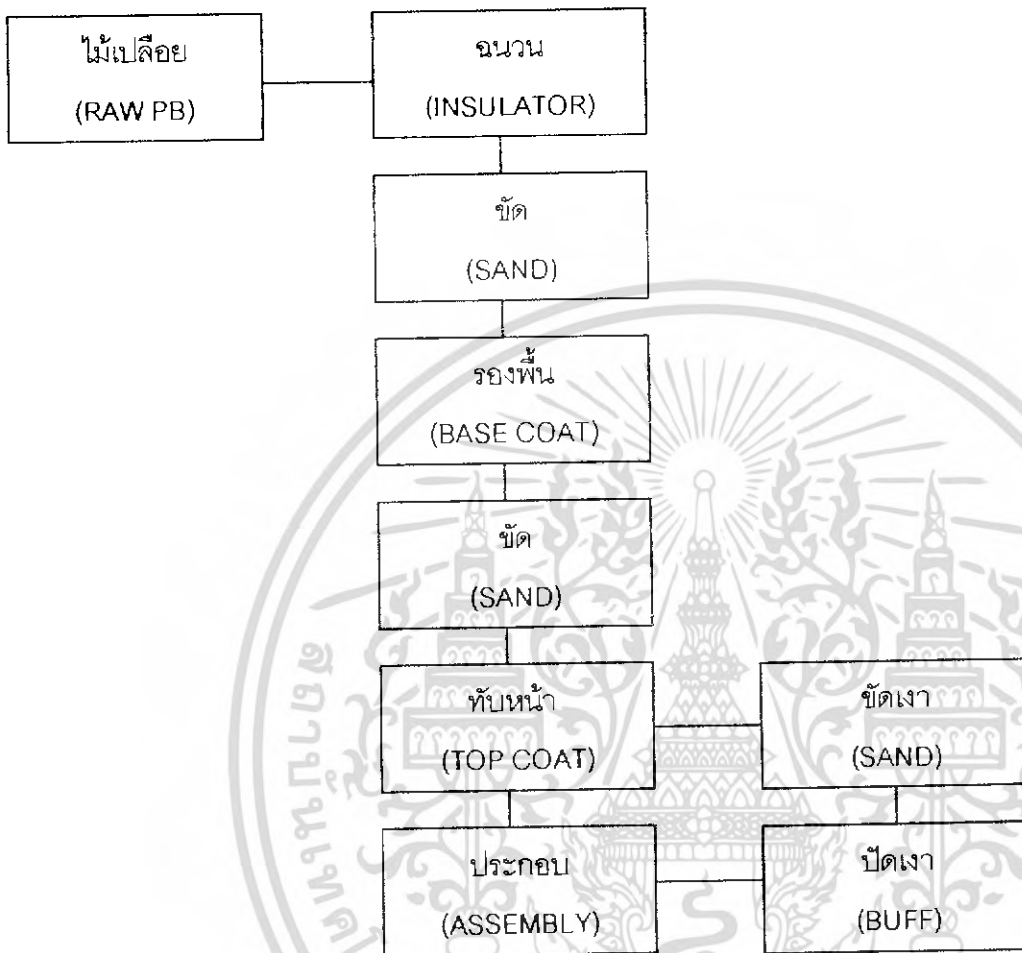 ไม้เปลือย
(RAW PB)
ฉนวน
(INSULATOR)
ขัด
(SAND)
รองพื้น
(BASE COAT)
ขัด
(SAND)
ทับหน้า
(TOP COAT)
ขัดเงา
(SAND)
ประกอบ
(ASSEMBLY)
ปัดเงา
(BUFF)